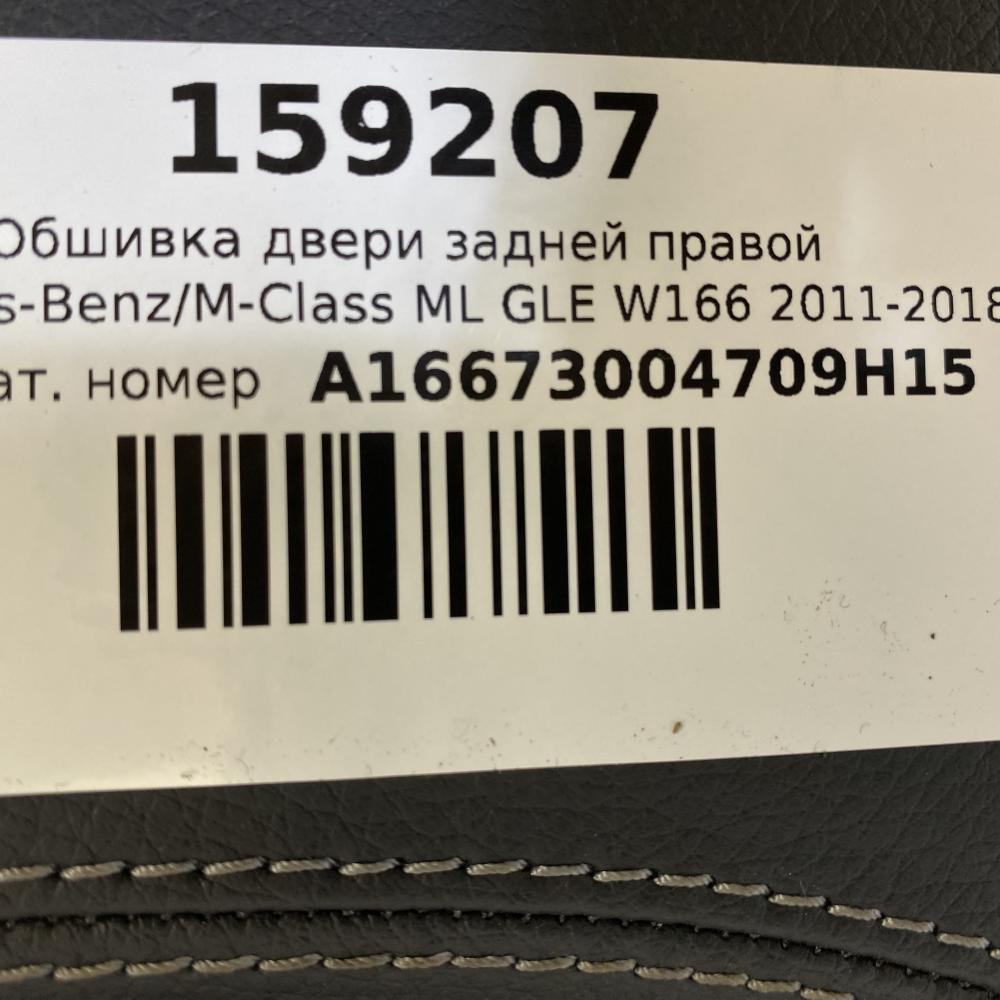 159207
Обшивка двери задней правой
s-Benz/M-Class ML GLE W166 2011-2018
ат. номер A16673004709H15